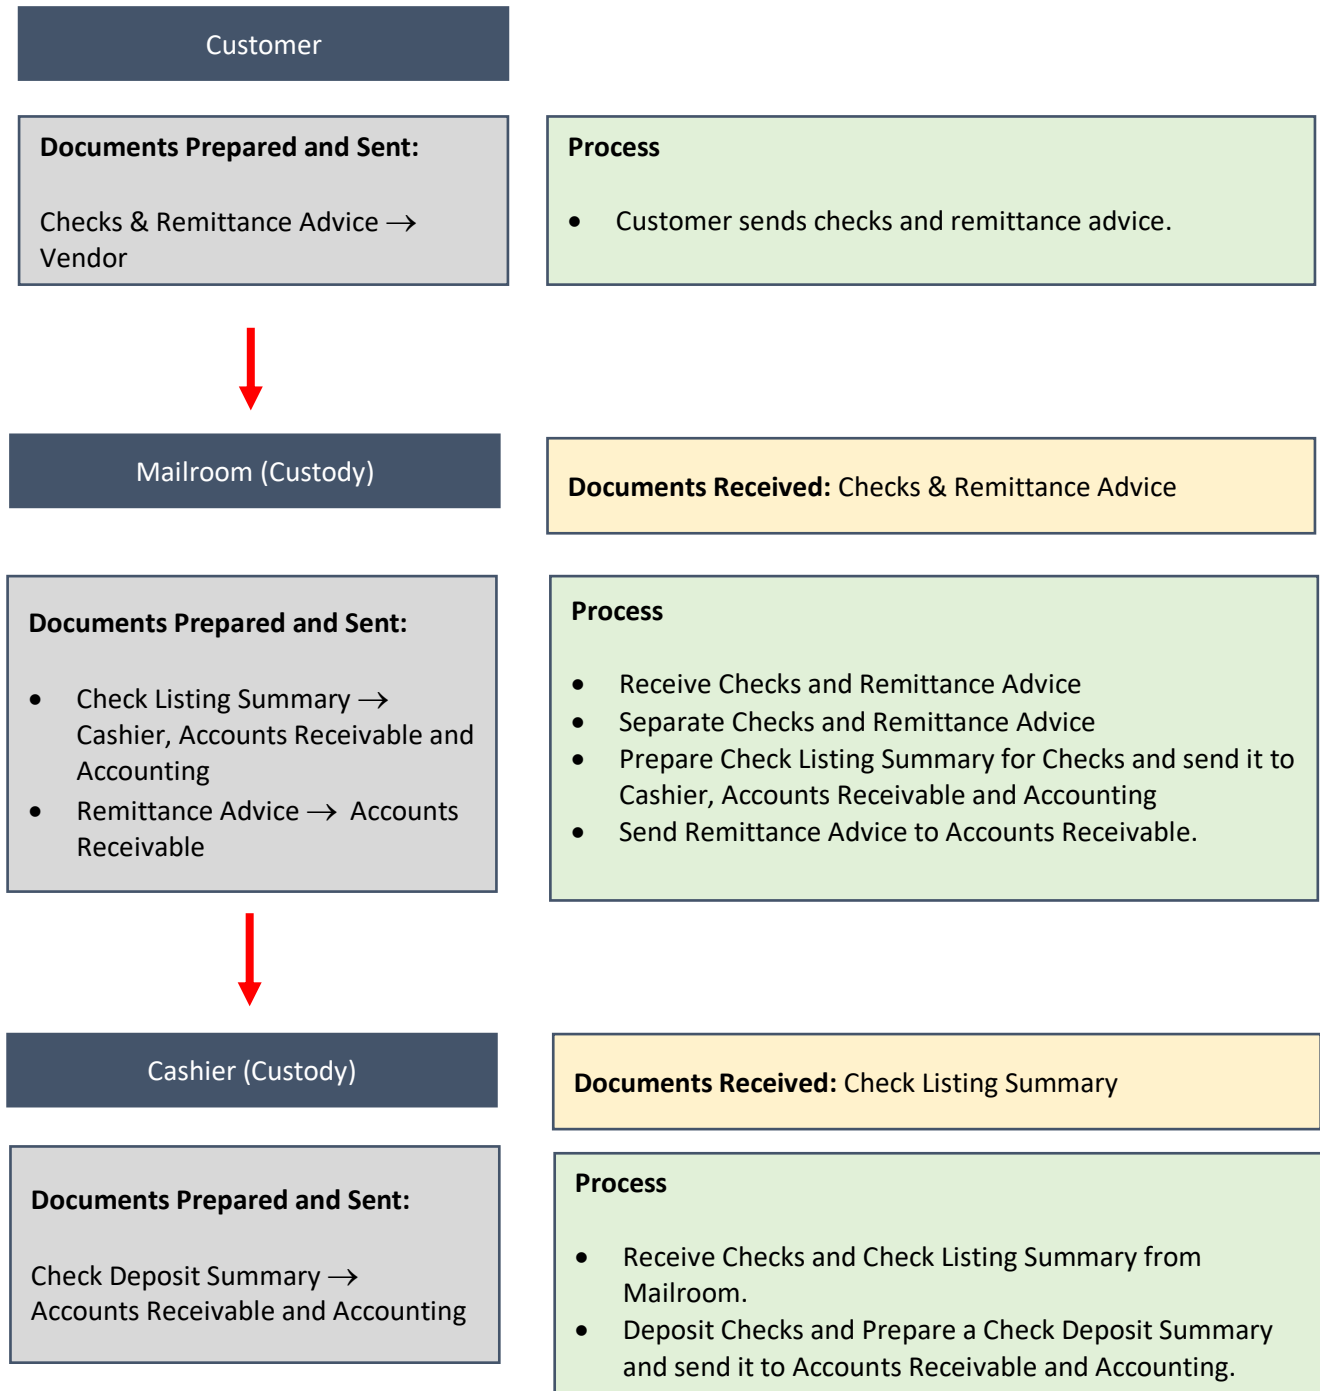 Customer
Documents Prepared and Sent:
Checks & Remittance Advice →
Vendor
Process
• Customer sends checks and remittance advice.
Mailroom (Custody)
Documents Received: Checks & Remittance Advice
Documents Prepared and Sent:
• Check Listing Summary →
Cashier, Accounts Receivable and
Accounting
• Remittance Advice → Accounts
Receivable
Process
• Receive Checks and Remittance Advice
• Separate Checks and Remittance Advice
• Prepare Check Listing Summary for Checks and send it to
Cashier, Accounts Receivable and Accounting
• Send Remittance Advice to Accounts Receivable.
Cashier (Custody)
Documents Received: Check Listing Summary
Documents Prepared and Sent:
Check Deposit Summary →
Accounts Receivable and Accounting
Process
• Receive Checks and Check Listing Summary from
Mailroom.
• Deposit Checks and Prepare a Check Deposit Summary
and send it to Accounts Receivable and Accounting.